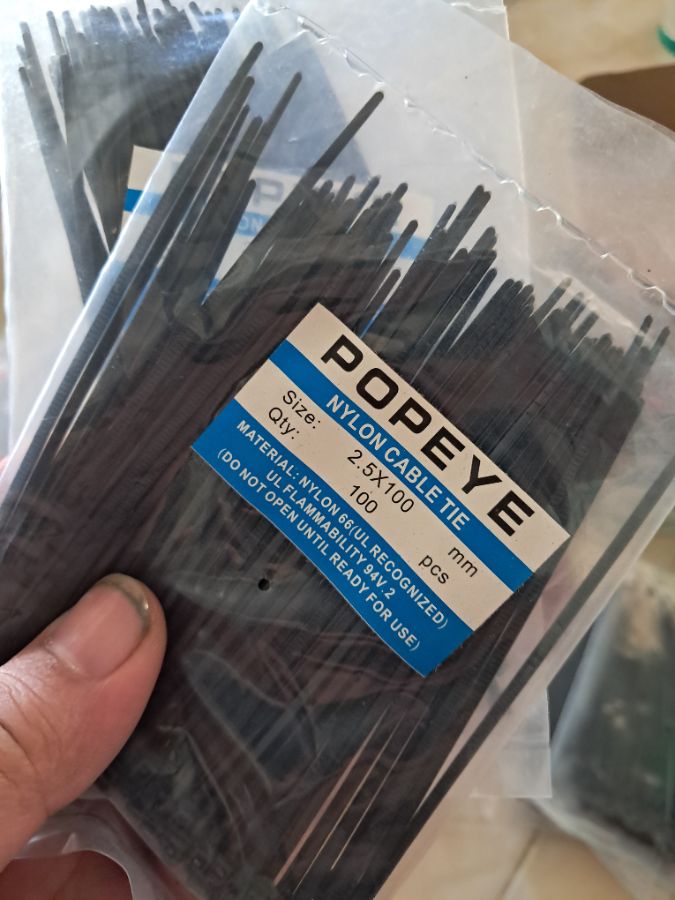 POPEYE
NYLON CABLE TIE
Size: 2.5X100 mm
Qty: 100 pcs
MATERIAL: NYLON 66(UL RECOGNIZED)
UL FLAMMABILITY 94V.2
(DO NOT OPEN UNTIL READY FOR USE)